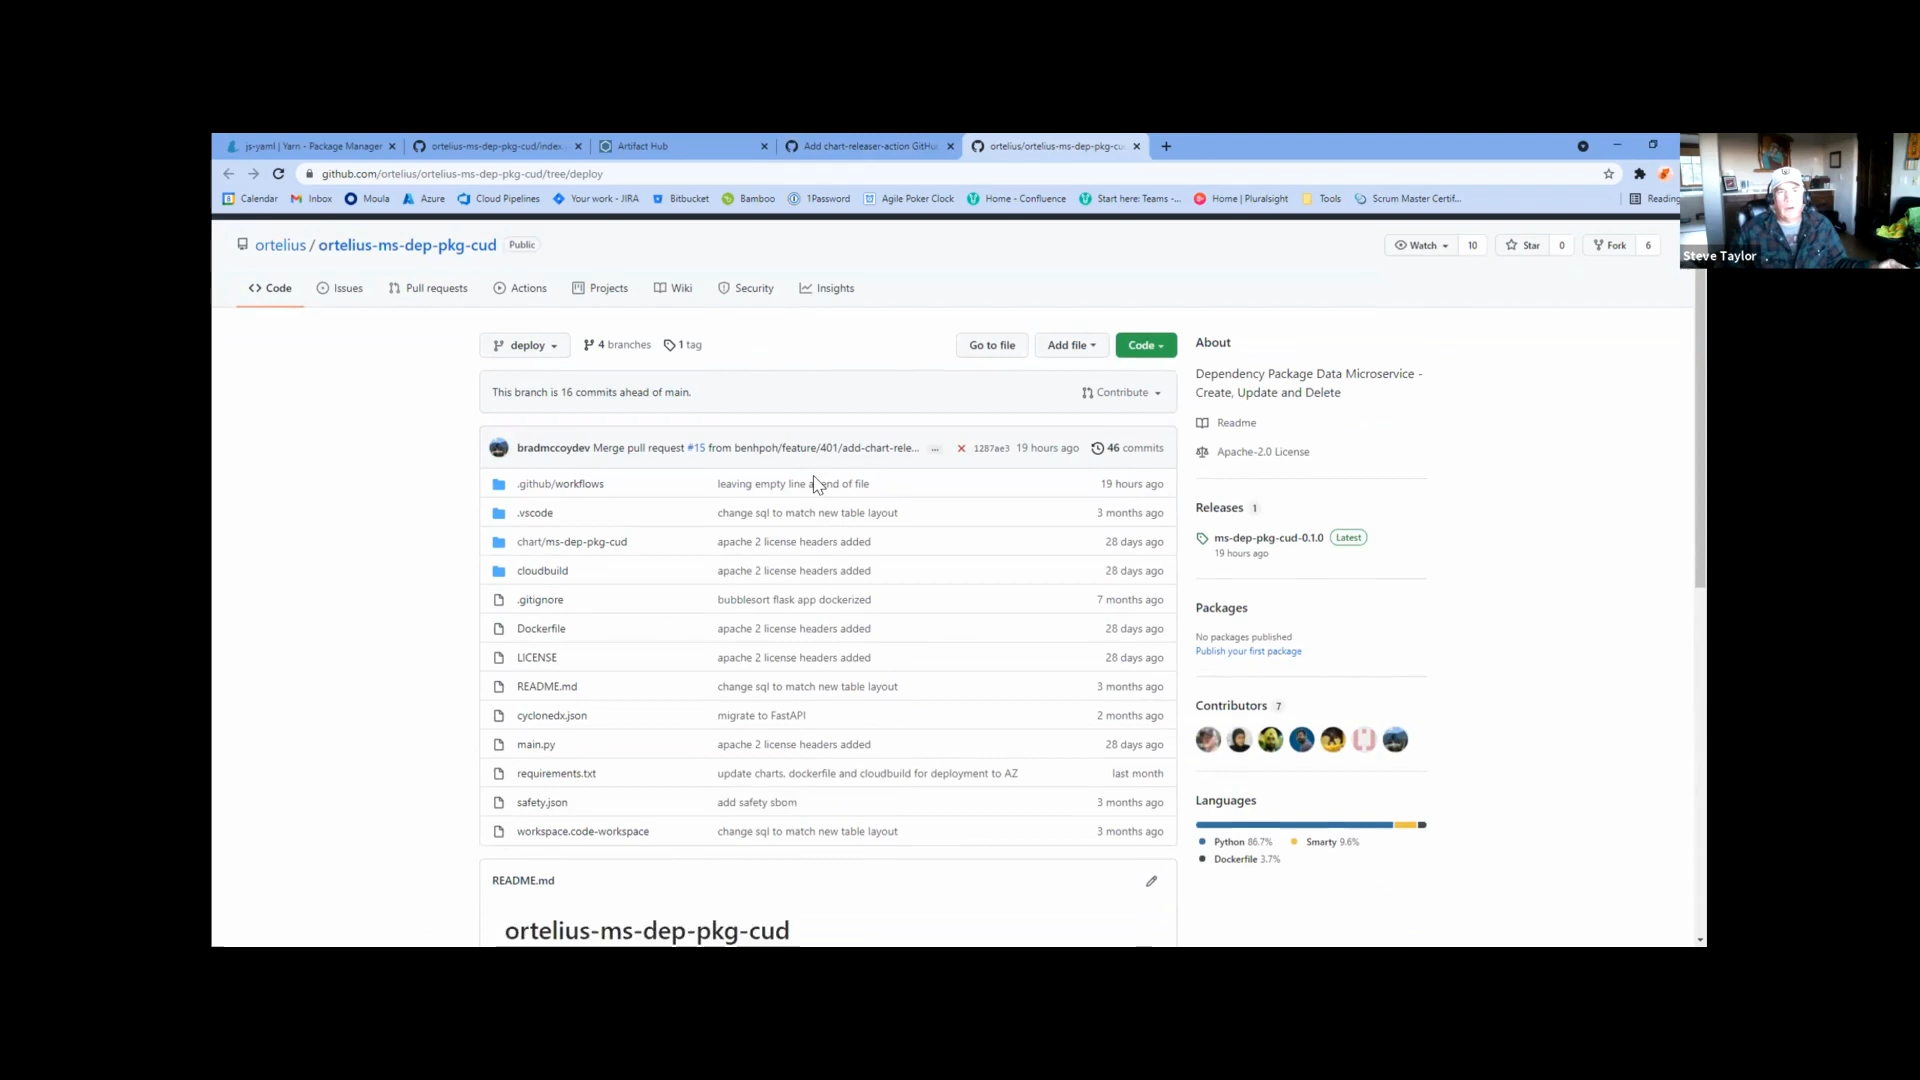 js-yaml | Yarn - Package Manager
ortelius-ms-dep-pkg-cud/index.
Artifact Hub
Add chart-releaser-action GitHu
ortelius/ortelius-ms-dep-pkg-cu
github.com/ortelius/ortelius-ms-dep-pkg-cud/tree/deploy
Calendar Inbox Moula Azure Cloud Pipelines Your work - JIRA Bitbucket Bamboo 1Password Agile Poker Clock Home - Confluence Start here: Teams -... Home | Pluralsight Tools Scrum Master Certif... Reading
Steve Taylor
ortelius / ortelius-ms-dep-pkg-cud Public
Watch 10 Star 0 Fork 6
Code Issues Pull requests Actions Projects Wiki Security Insights
deploy 4 branches 1 tag Go to file Add file Code
This branch is 16 commits ahead of main. Contribute
bradmccoydev Merge pull request #15 from benhpoh/feature/401/add-chart-rele... ... 1287ae3 19 hours ago 46 commits
.github/workflows leaving empty line end of file 19 hours ago
.vscode change sql to match new table layout 3 months ago
chart/ms-dep-pkg-cud apache 2 license headers added 28 days ago
cloudbuild apache 2 license headers added 28 days ago
.gitignore bubblesort flask app dockerized 7 months ago
Dockerfile apache 2 license headers added 28 days ago
LICENSE apache 2 license headers added 28 days ago
README.md change sql to match new table layout 3 months ago
cyclonedx.json migrate to FastAPI 2 months ago
main.py apache 2 license headers added 28 days ago
requirements.txt update charts, dockerfile and cloudbuild for deployment to AZ last month
safety.json add safety sbom 3 months ago
workspace.code-workspace change sql to match new table layout 3 months ago
README.md
ortelius-ms-dep-pkg-cud
About
Dependency Package Data Microservice -
Create, Update and Delete
Readme
Apache-2.0 License
Releases 1
ms-dep-pkg-cud-0.1.0 Latest
19 hours ago
Packages
No packages published
Publish your first package
Contributors 7
Languages
Python 86.7% Smarty 9.6%
Dockerfile 3.7%